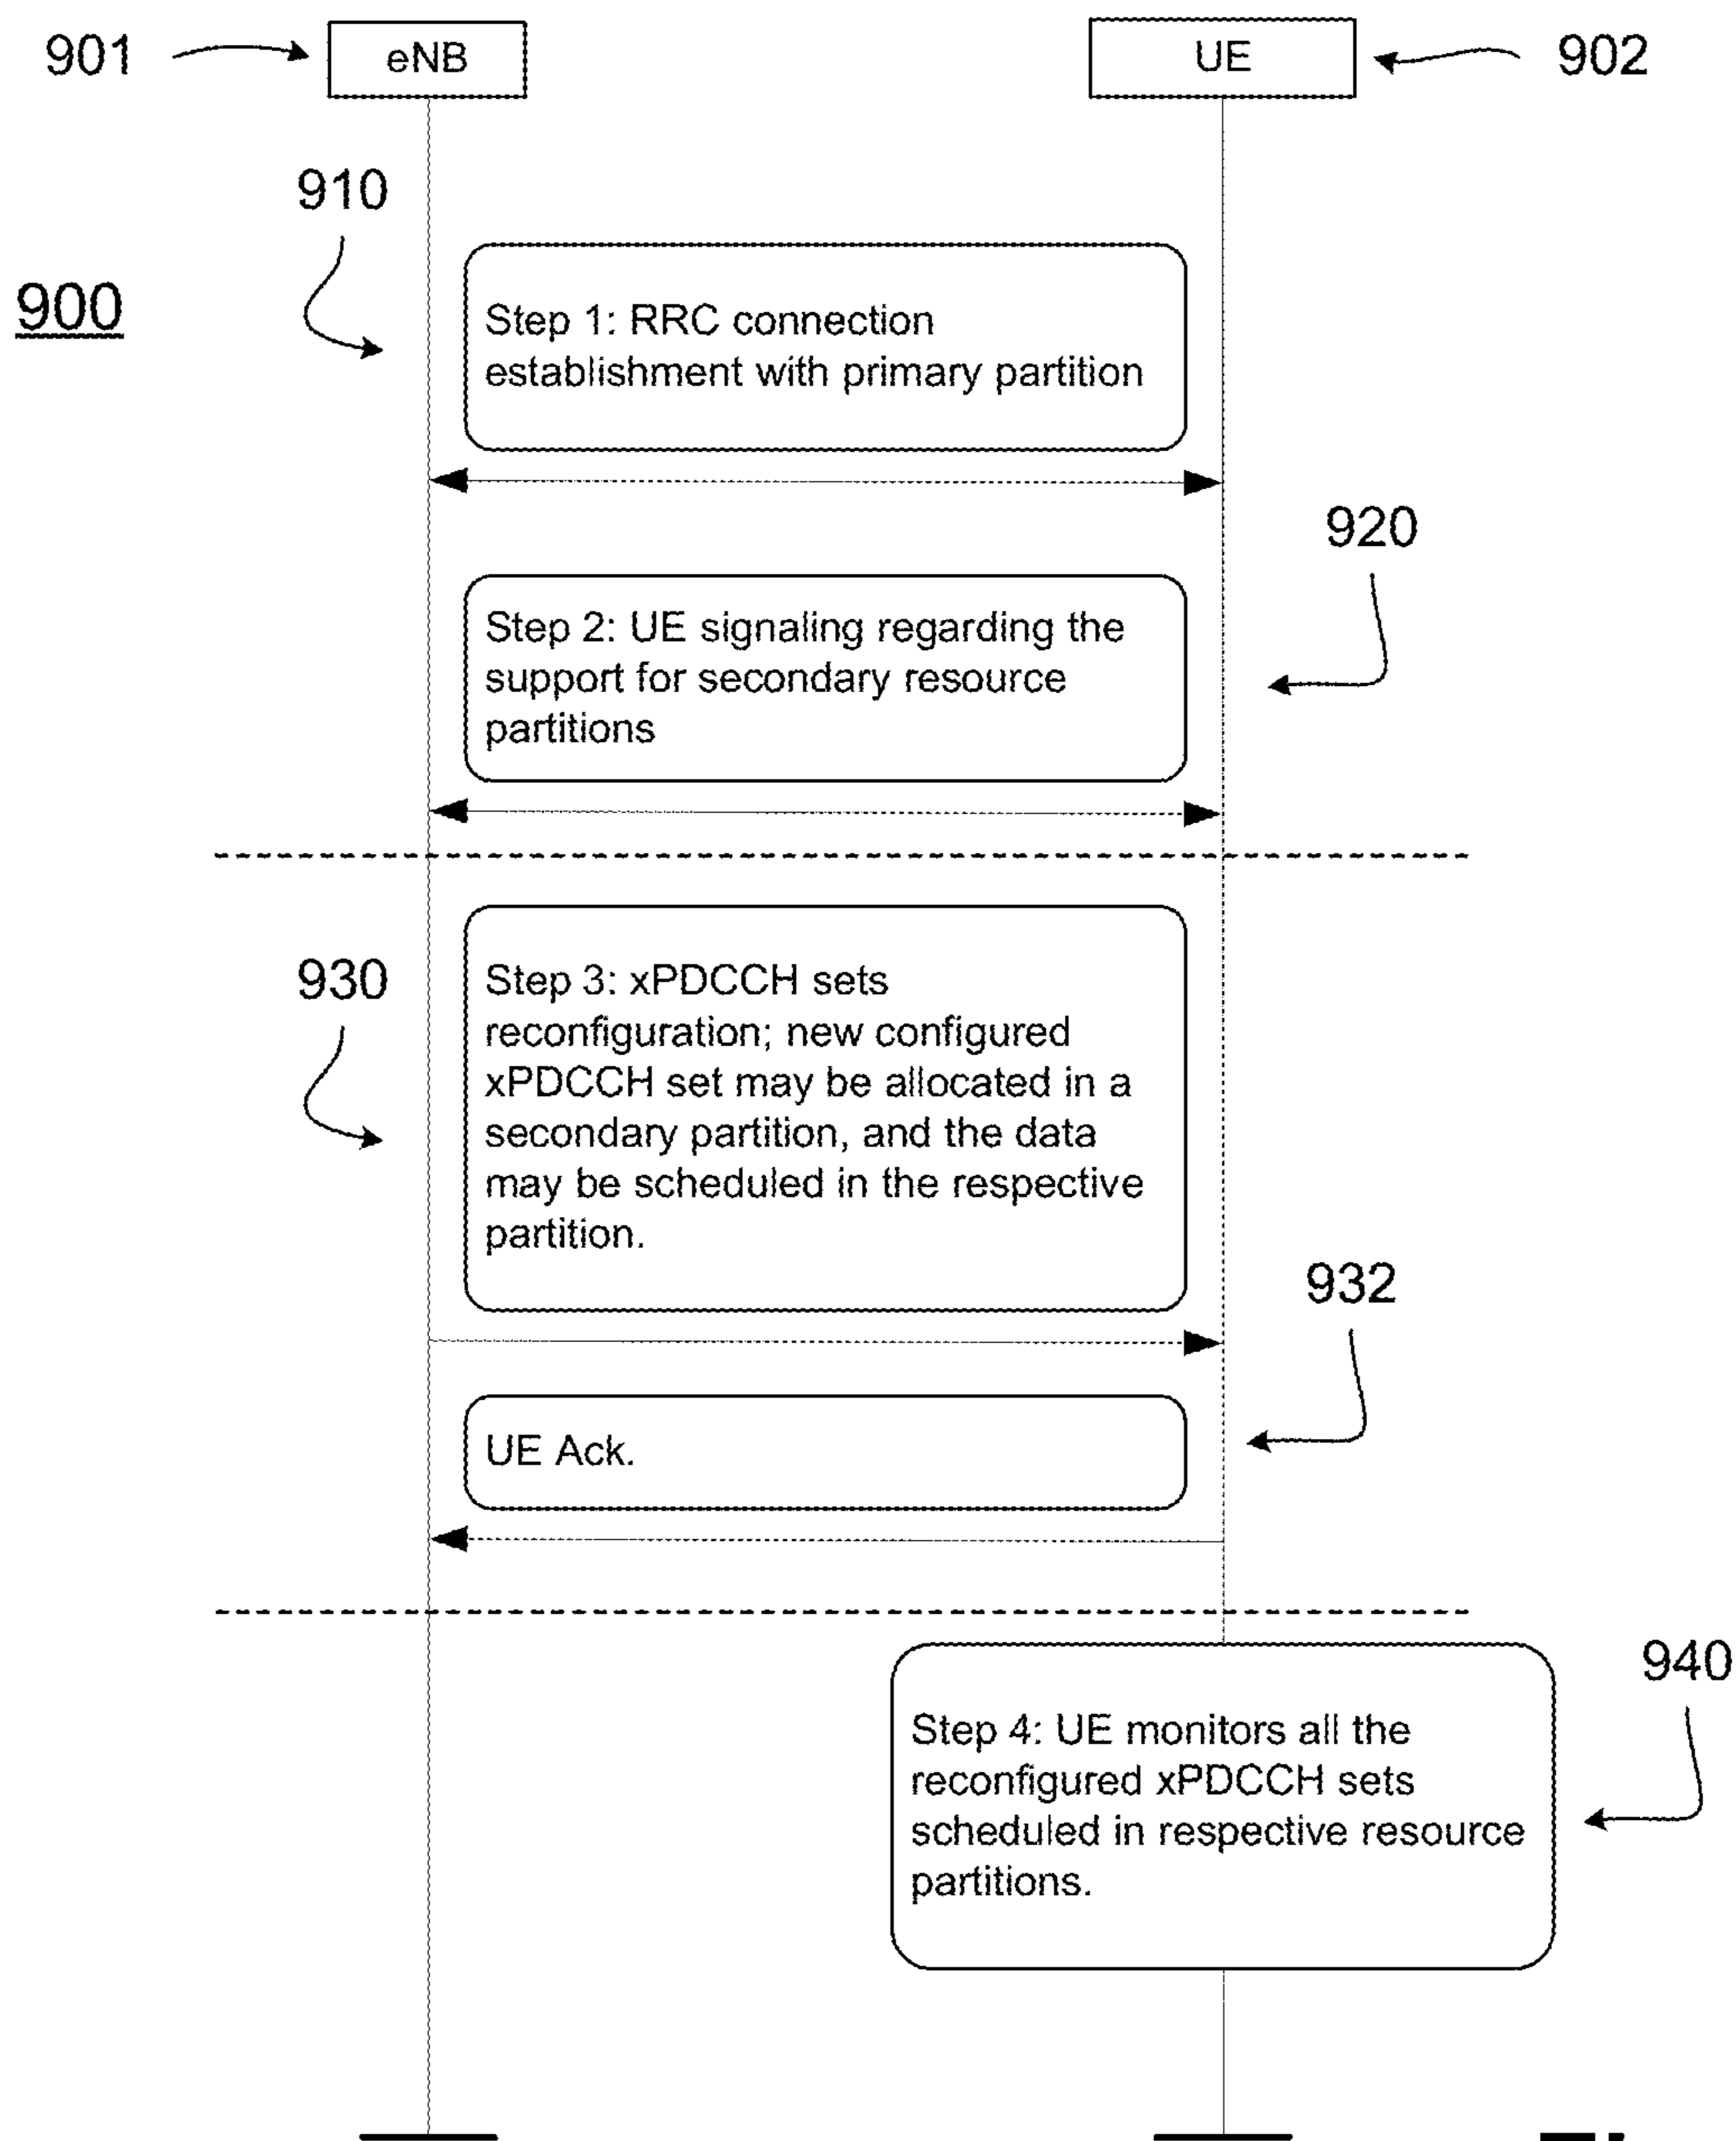 901
eNB
UE
902
910
900
Step 1: RRC connection
establishment with primary partition
920
Step 2: UE signaling regarding the
support for secondary resource
partitions
930
Step 3: xPDCCH sets
reconfiguration; new configured
xPDCCH set may be allocated in a
secondary partition, and the data
may be scheduled in the respective
partition.
932
UE Ack.
940
Step 4: UE monitors all the
reconfigured xPDCCH sets
scheduled in respective resource
partitions.